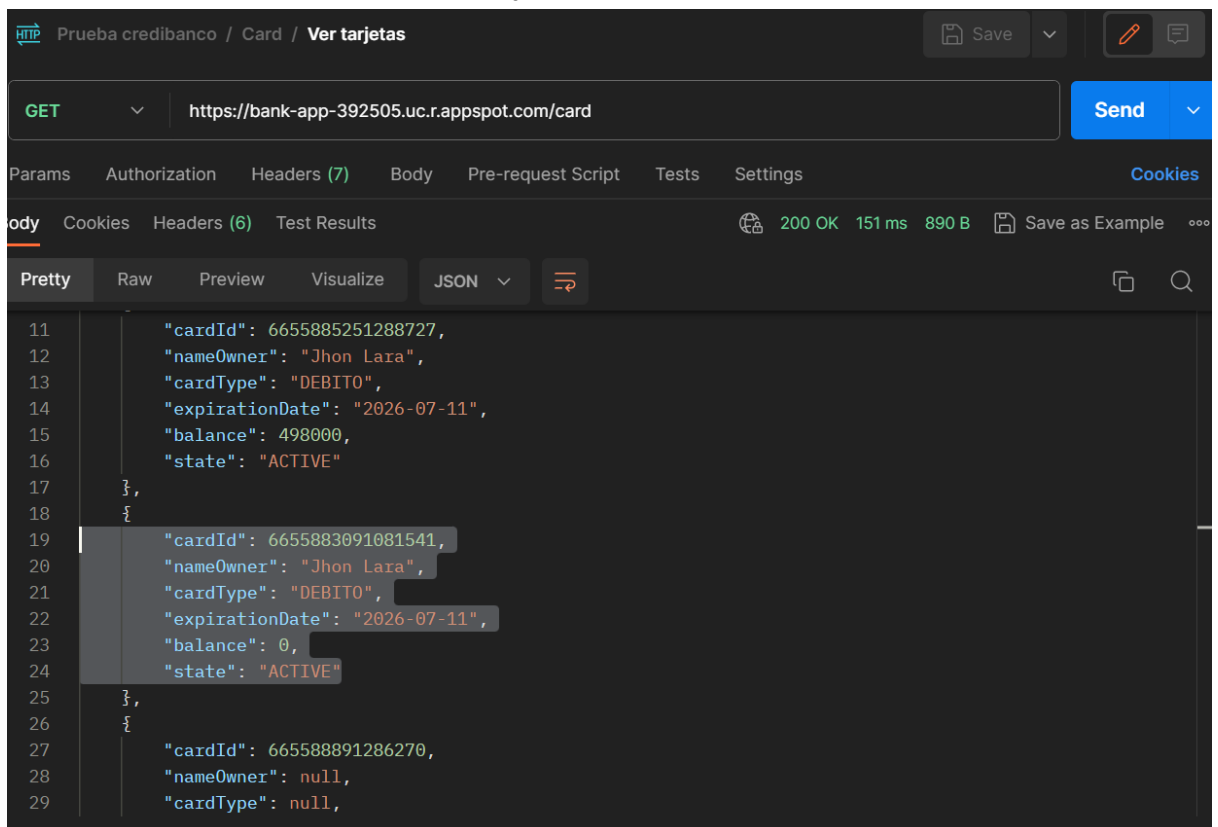 HTTP Prueba credibanco / Card / Ver tarjetas Save
GET https://bank-app-392505.uc.r.appspot.com/card Send
Params Authorization Headers (7) Body Pre-request Script Tests Settings Cookies
ody Cookies Headers (6) Test Results 200 OK 151 ms 890 B Save as Example
Pretty Raw Preview Visualize JSON
11 "cardId": 6655885251288727,
12 "nameOwner": "Jhon Lara",
13 "cardType": "DEBITO",
14 "expirationDate": "2026-07-11",
15 "balance": 498000,
16 "state": "ACTIVE"
17 },
18 {
19 "cardId": 6655883091081541,
20 "nameOwner": "Jhon Lara",
21 "cardType": "DEBITO",
22 "expirationDate": "2026-07-11",
23 "balance": 0,
24 "state": "ACTIVE"
25 },
26 {
27 "cardId": 665588891286270,
28 "nameOwner": null,
29 "cardType": null,